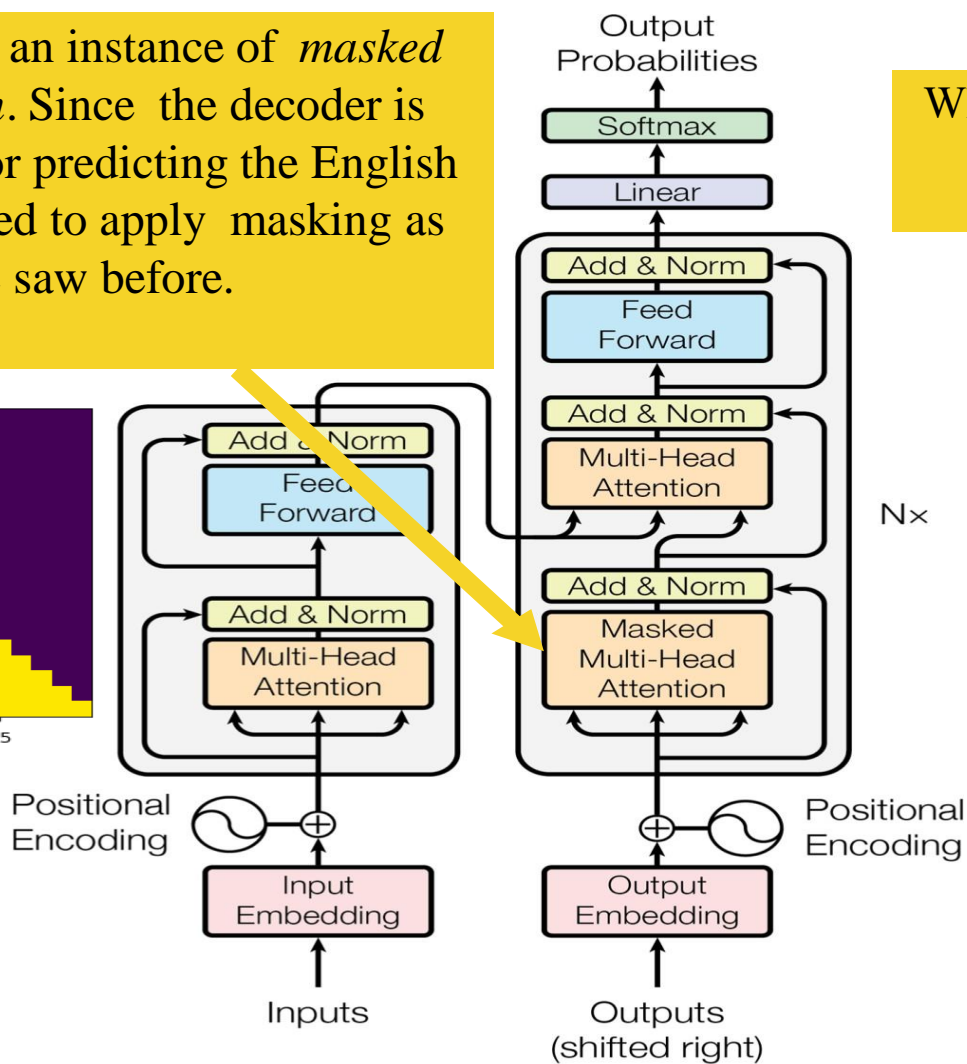 an instance of masked
. Since the decoder is
predicting the English
to apply masking as
saw before.
W
5
Output
Probabilities
Softmax
Linear
Add & Norm
Feed
Forward
Add & Norm
Multi-Head
Attention
Add & Norm
Masked
Multi-Head
Attention
Nx
Add & Norm
Feed
Forward
Add & Norm
Multi-Head
Attention
Positional
Encoding
Positional
Encoding
Input
Embedding
Output
Embedding
Inputs
Outputs
(shifted right)